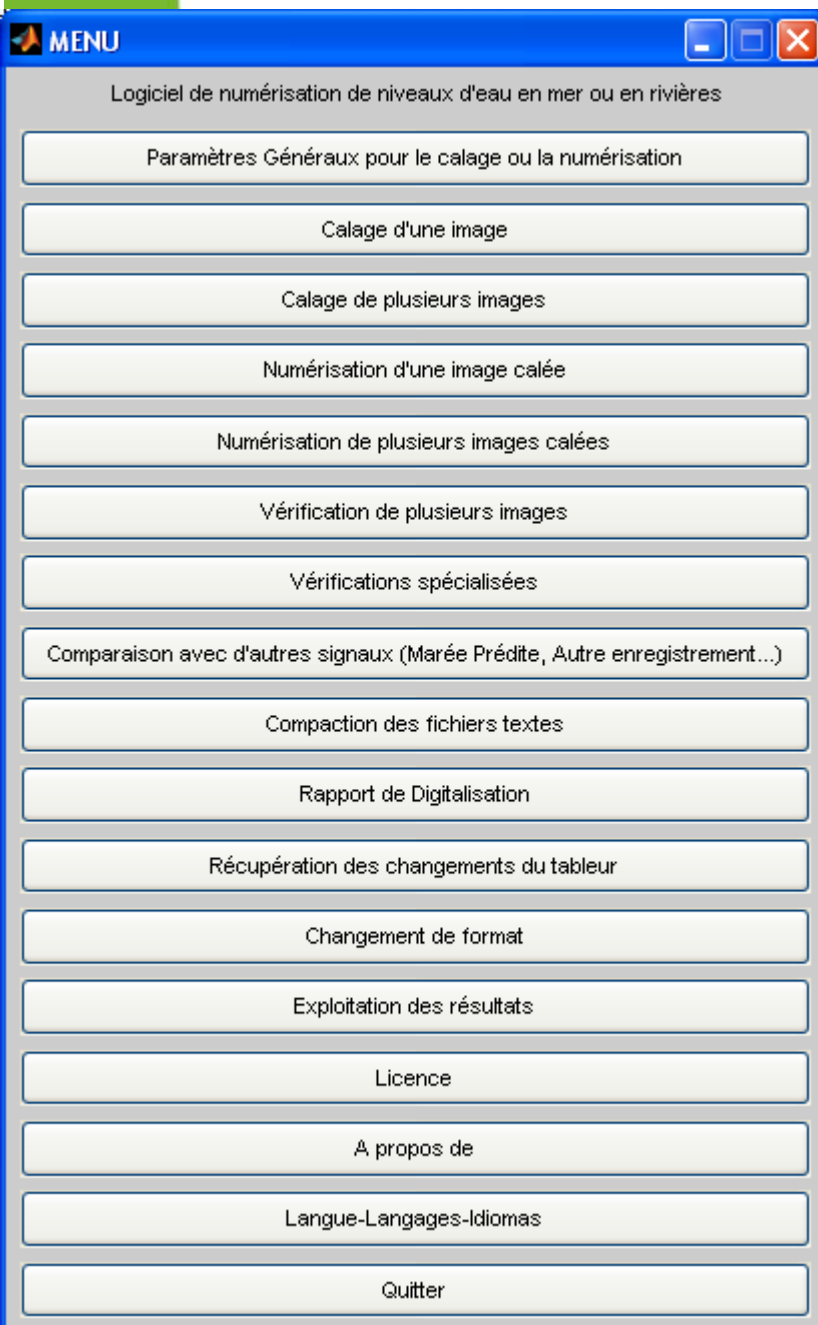 MENU
Logiciel de numérisation de niveaux d'eau en mer ou en rivières
Paramètres Généraux pour le calage ou la numérisation
Calage d'une image
Calage de plusieurs images
Numérisation d'une image calée
Numérisation de plusieurs images calées
Vérification de plusieurs images
Vérifications spécialisées
Comparaison avec d'autres signaux (Marée Prédite, Autre enregistrement...)
Compaction des fichiers textes
Rapport de Digitalisation
Récupération des changements du tableur
Changement de format
Exploitation des résultats
Licence
A propos de
Langue-Langages-Idiomas
Quitter